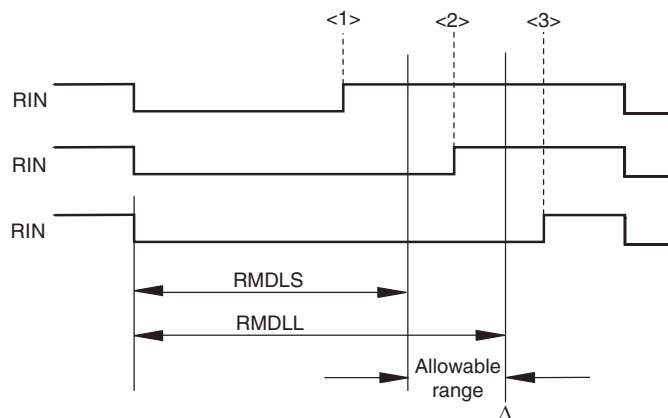 <1> <2> <3>
RIN
RIN
RIN
RMDLS
RMDLL
Allowable
range
Δ